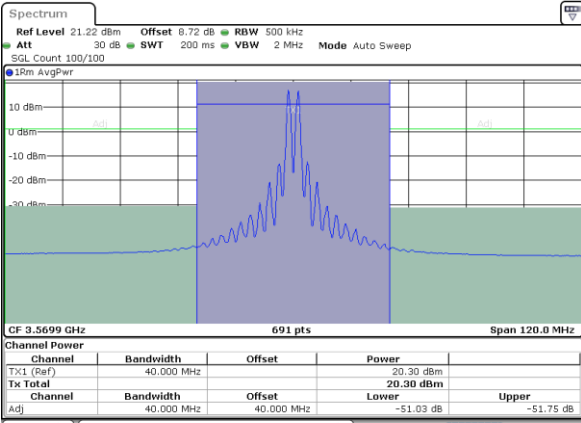 Spectrum
Ref Level 21.22 dBm Offset 8.72 dB RBW 500 kHz
Att 30 dB SWT 200 ms VBW 2 MHz Mode Auto Sweep
SGL Count 100/100
1Rm AvgPwr
10 dBm
Adj Adj
0 dBm
-10 dBm
-20 dBm
-30 dBm
CF 3.5699 GHz 691 pts Span 120.0 MHz
Channel Power
Channel Bandwidth Offset Power
TX1 (Ref) 40.000 MHz 20.30 dBm
Tx Total 20.30 dBm
Channel Bandwidth Offset Lower Upper
Adj 40.000 MHz 40.000 MHz -51.03 dB -51.75 dB